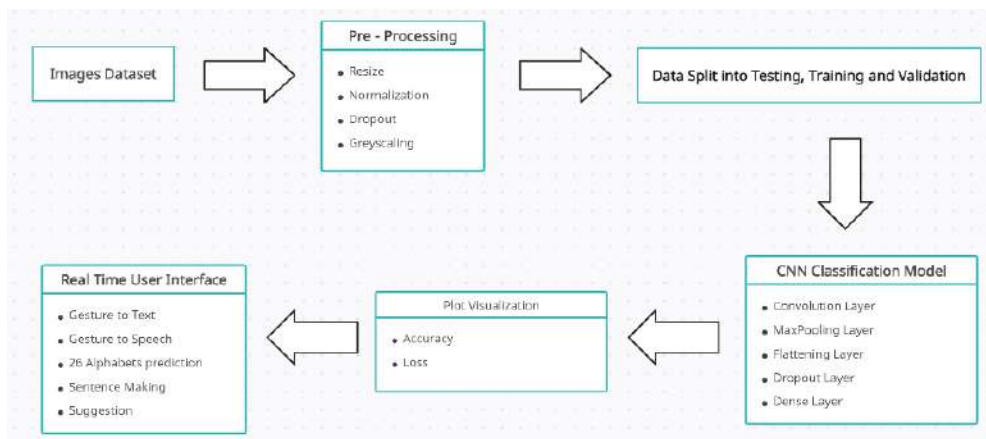 Images Dataset
Pre - Processing
Resize
Normalization
Dropout
Greyscaling
Data Split into Testing, Training and Validation
CNN Classification Model
Convolution Layer
MaxPooling Layer
Flattening Layer
Dropout Layer
Dense Layer
Plot Visualization
Accuracy
Loss
Real Time User Interface
Gesture to Text
Gesture to Speech
26 Alphabets prediction
Sentence Making
Suggestion